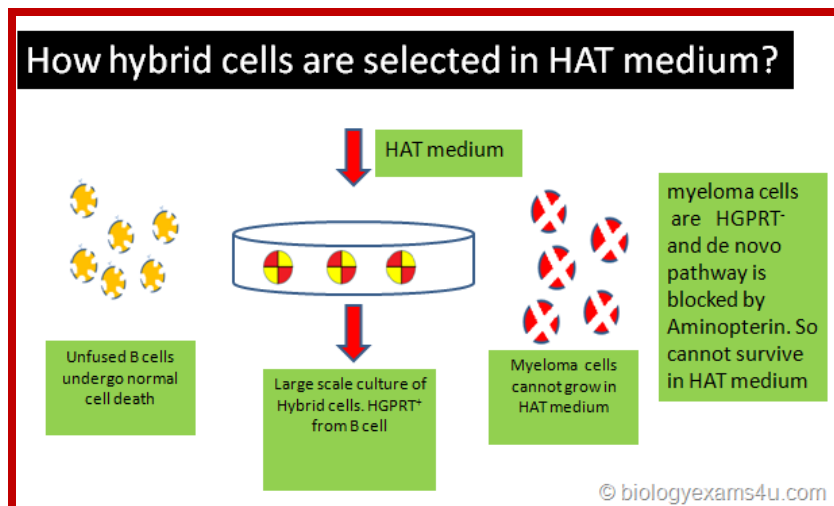 How hybrid cells are selected in HAT medium?
HAT medium
Unfused B cells
undergo normal
cell death
Large scale culture of
Hybrid cells. HGPRT⁺
from B cell
Myeloma cells
cannot grow in
HAT medium
myeloma cells
are HGPRT⁻
and de novo
pathway is
blocked by
Aminopterin. So
cannot survive
in HAT medium
© biologyexams4u.com